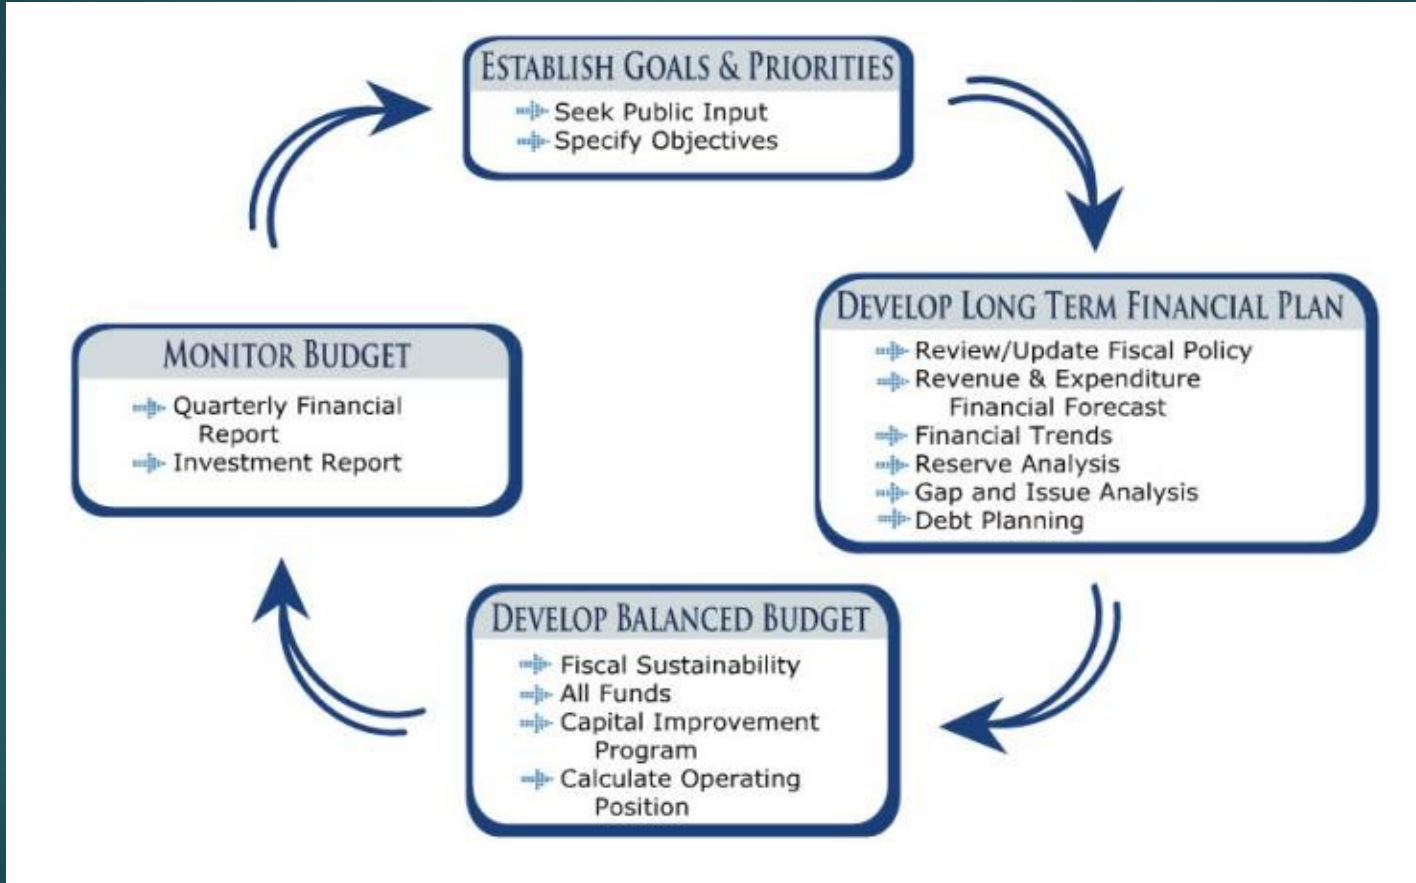 ESTABLISH GOALS & PRIORITIES
Seek Public Input
Specify Objectives
DEVELOP LONG TERM FINANCIAL PLAN
Review/Update Fiscal Policy
Revenue & Expenditure
Financial Forecast
Financial Trends
Reserve Analysis
Gap and Issue Analysis
Debt Planning
DEVELOP BALANCED BUDGET
Fiscal Sustainability
All Funds
Capital Improvement
Program
Calculate Operating
Position
MONITOR BUDGET
Quarterly Financial
Report
Investment Report